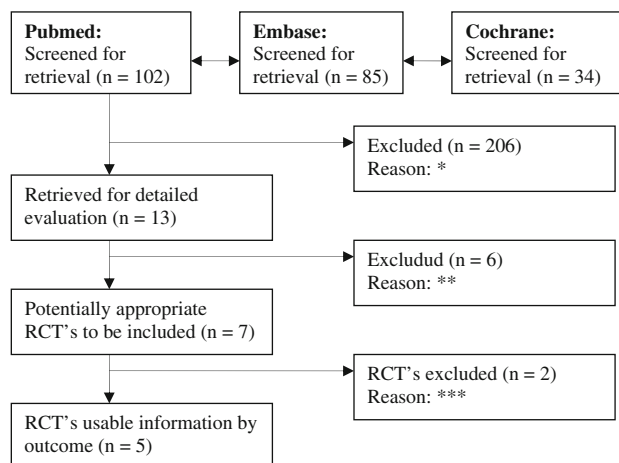 Pubmed:
Screened for
retrieval (n = 102)
Embase:
Screened for
retrieval (n = 85)
Cochrane:
Screened for
retrieval (n = 34)
Excluded (n = 206)
Reason: *
Retrieved for detailed
evaluation (n = 13)
Excludud (n = 6)
Reason: **
Potentially appropriate
RCT's to be included (n = 7)
RCT's excluded (n = 2)
Reason: ***
RCT's usable information by
outcome (n = 5)